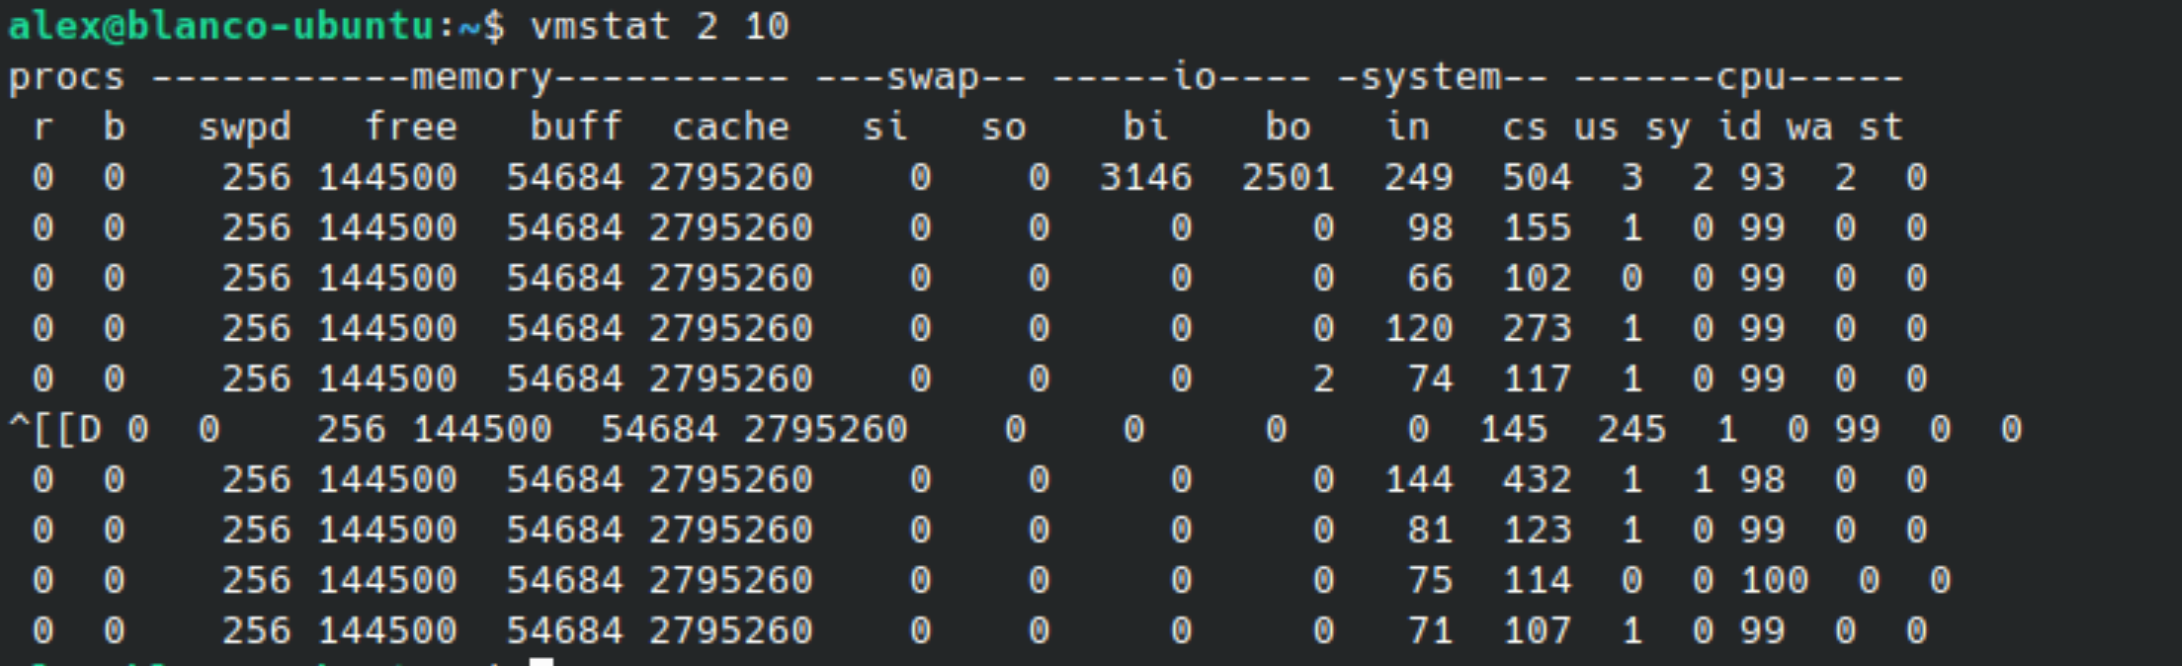 alex@blanco-ubuntu:~$ vmstat 2 10
procs -----------memory---------- ---swap-- -----io---- -system-- ------cpu-----
 r  b   swpd   free   buff  cache   si   so    bi    bo   in   cs us sy id wa st
 0  0    256 144500  54684 2795260    0    0  3146  2501  249  504  3  2 93  2  0
 0  0    256 144500  54684 2795260    0    0     0     0   98  155  1  0 99  0  0
 0  0    256 144500  54684 2795260    0    0     0     0   66  102  0  0 99  0  0
 0  0    256 144500  54684 2795260    0    0     0     0  120  273  1  0 99  0  0
 0  0    256 144500  54684 2795260    0    0     0     2   74  117  1  0 99  0  0
^[[D 0  0    256 144500  54684 2795260    0    0     0     0  145  245  1  0 99  0  0
 0  0    256 144500  54684 2795260    0    0     0     0  144  432  1  1 98  0  0
 0  0    256 144500  54684 2795260    0    0     0     0   81  123  1  0 99  0  0
 0  0    256 144500  54684 2795260    0    0     0     0   75  114  0  0 100  0  0
 0  0    256 144500  54684 2795260    0    0     0     0   71  107  1  0 99  0  0